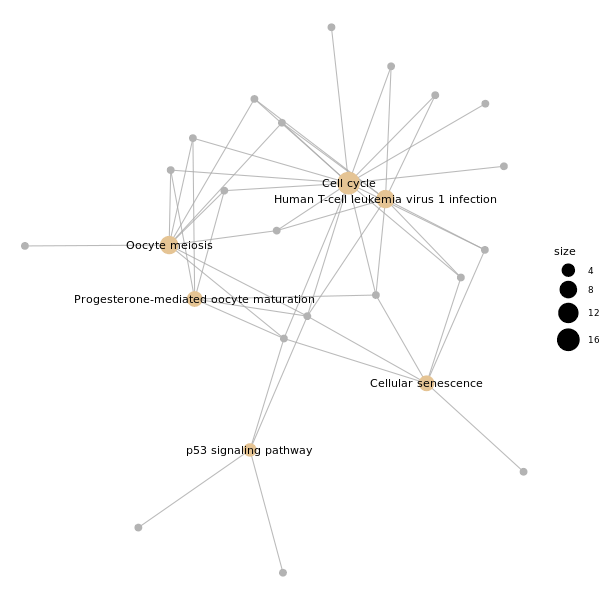 Cell cycle
Human T-cell leukemia virus 1 infection
Oocyte meiosis
Progesterone-mediated oocyte maturation
Cellular senescence
p53 signaling pathway
size
4
8
12
16